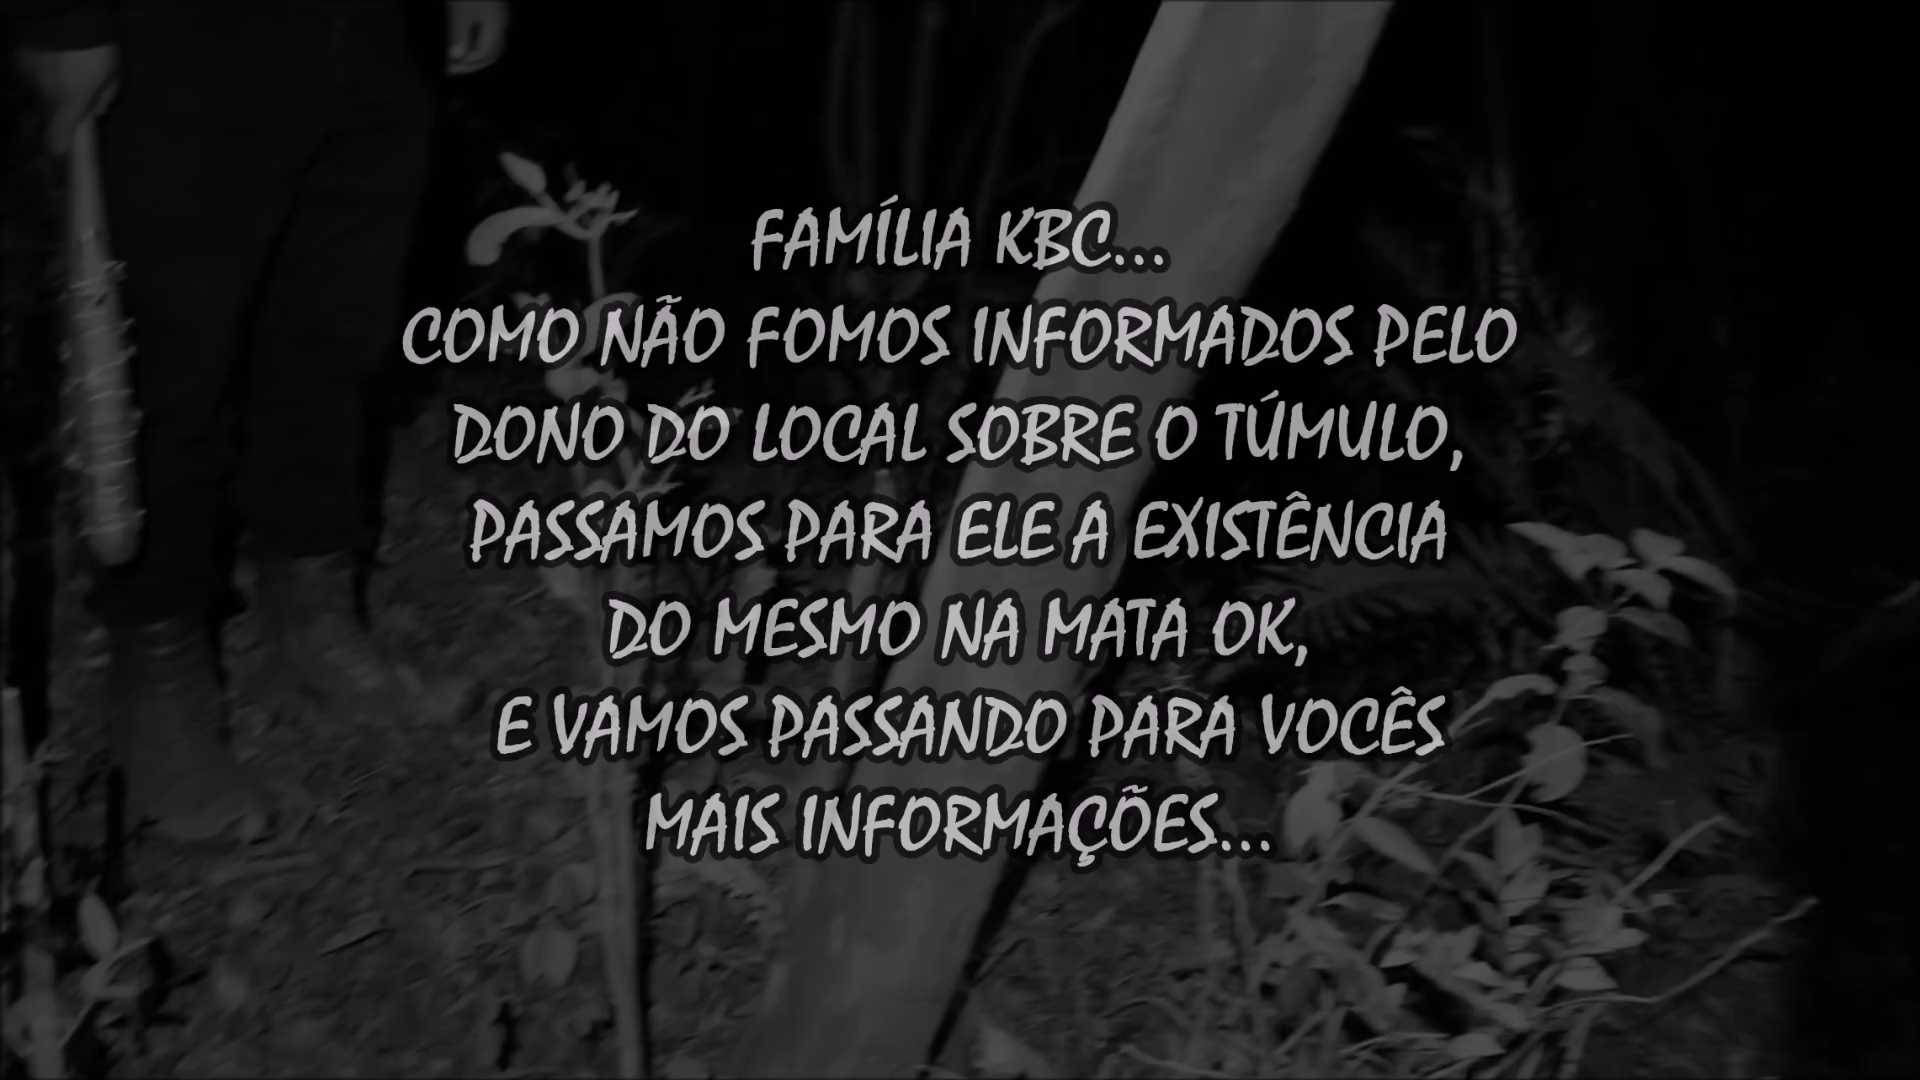 FAMÍLIA KBC...
COMO NÃO FOMOS INFORMADOS PELO
DONO DO LOCAL SOBRE O TÚMULO,
PASSAMOS PARA ELE A EXISTÊNCIA
DO MESMO NA MATA OK,
E VAMOS PASSANDO PARA VOCÊS
MAIS INFORMAÇÕES...